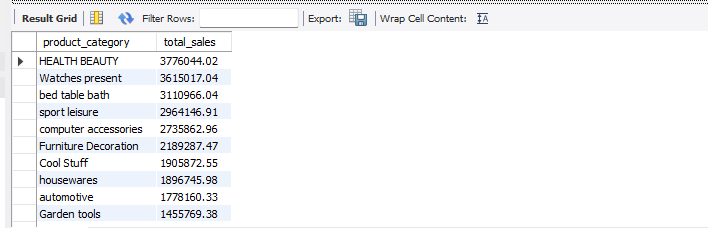 Result Grid Filter Rows: Export: Wrap Cell Content: IA
product_category total_sales
HEALTH BEAUTY 3776044.02
Watches present 3615017.04
bed table bath 3110966.04
sport leisure 2964146.91
computer accessories 2735862.96
Furniture Decoration 2189287.47
Cool Stuff 1905872.55
housewares 1896745.98
automotive 1778160.33
Garden tools 1455769.38